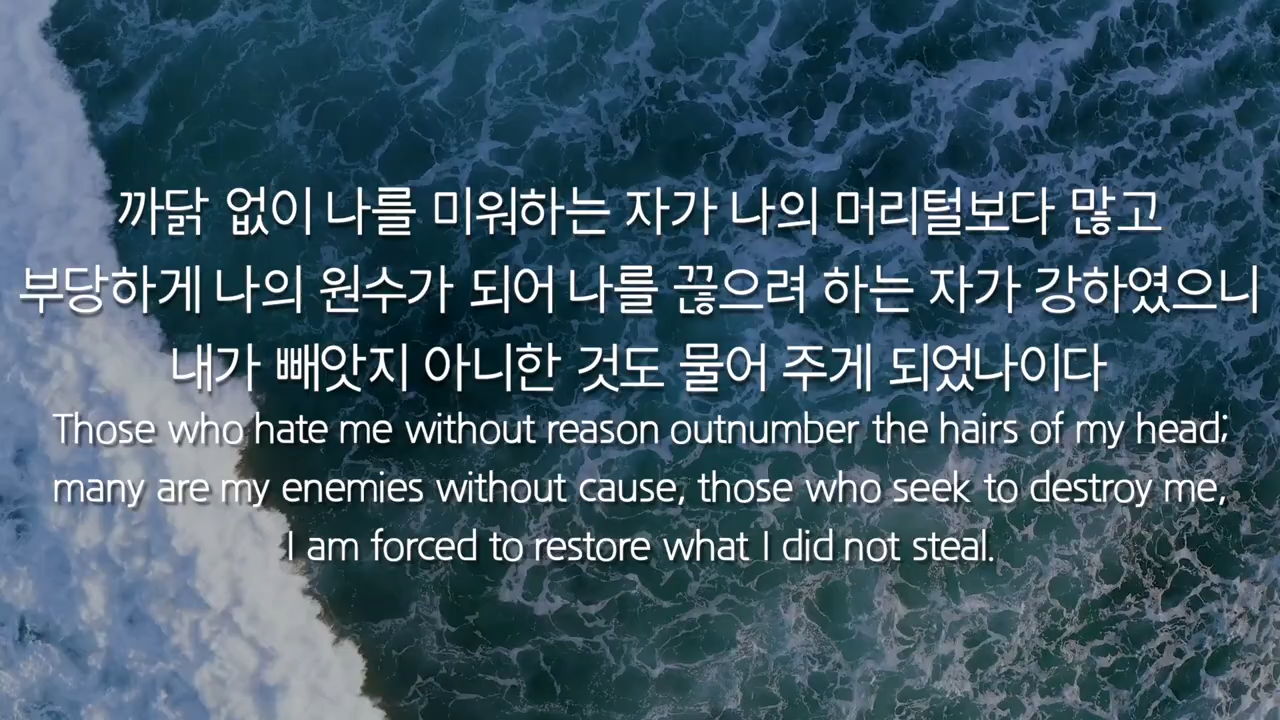 까닭 없이 나를 미워하는 자가 나의 머리털보다 많고
부당하게 나의 원수가 되어 나를 끊으려 하는 자가 강하였으니
내가 빼앗지 아니한 것도 물어 주게 되었나이다
Those who hate me without reason outnumber the hairs of my head;
many are my enemies without cause, those who seek to destroy me,
I am forced to restore what I did not steal.